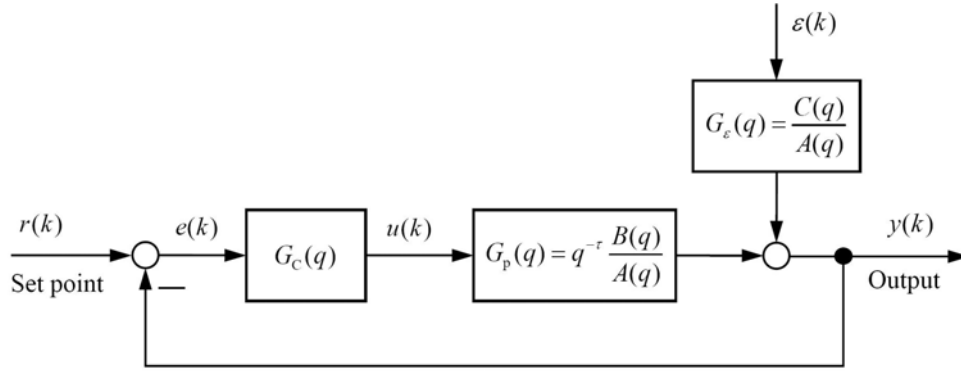 ε(k)
G_ε(q) = C(q)/A(q)
r(k)
e(k)
G_C(q)
u(k)
G_p(q) = q^{-τ} B(q)/A(q)
y(k)
Set point
—
Output